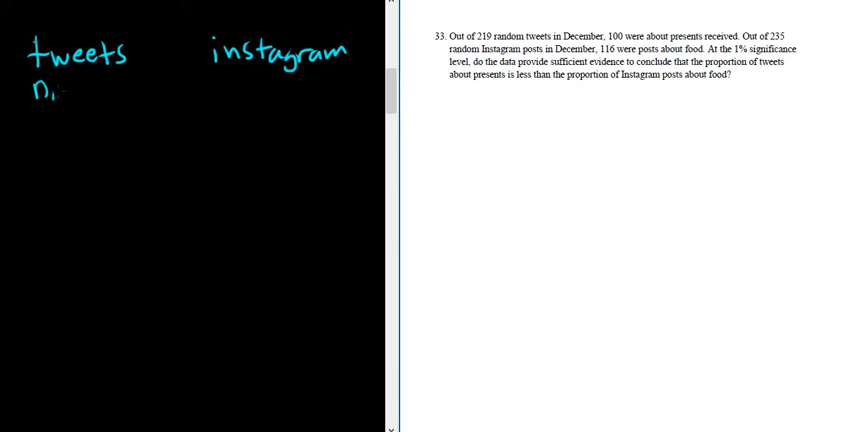 tweets instagram
n1
33. Out of 219 random tweets in December, 100 were about presents received. Out of 235
random Instagram posts in December, 116 were posts about food. At the 1% significance
level, do the data provide sufficient evidence to conclude that the proportion of tweets
about presents is less than the proportion of Instagram posts about food?